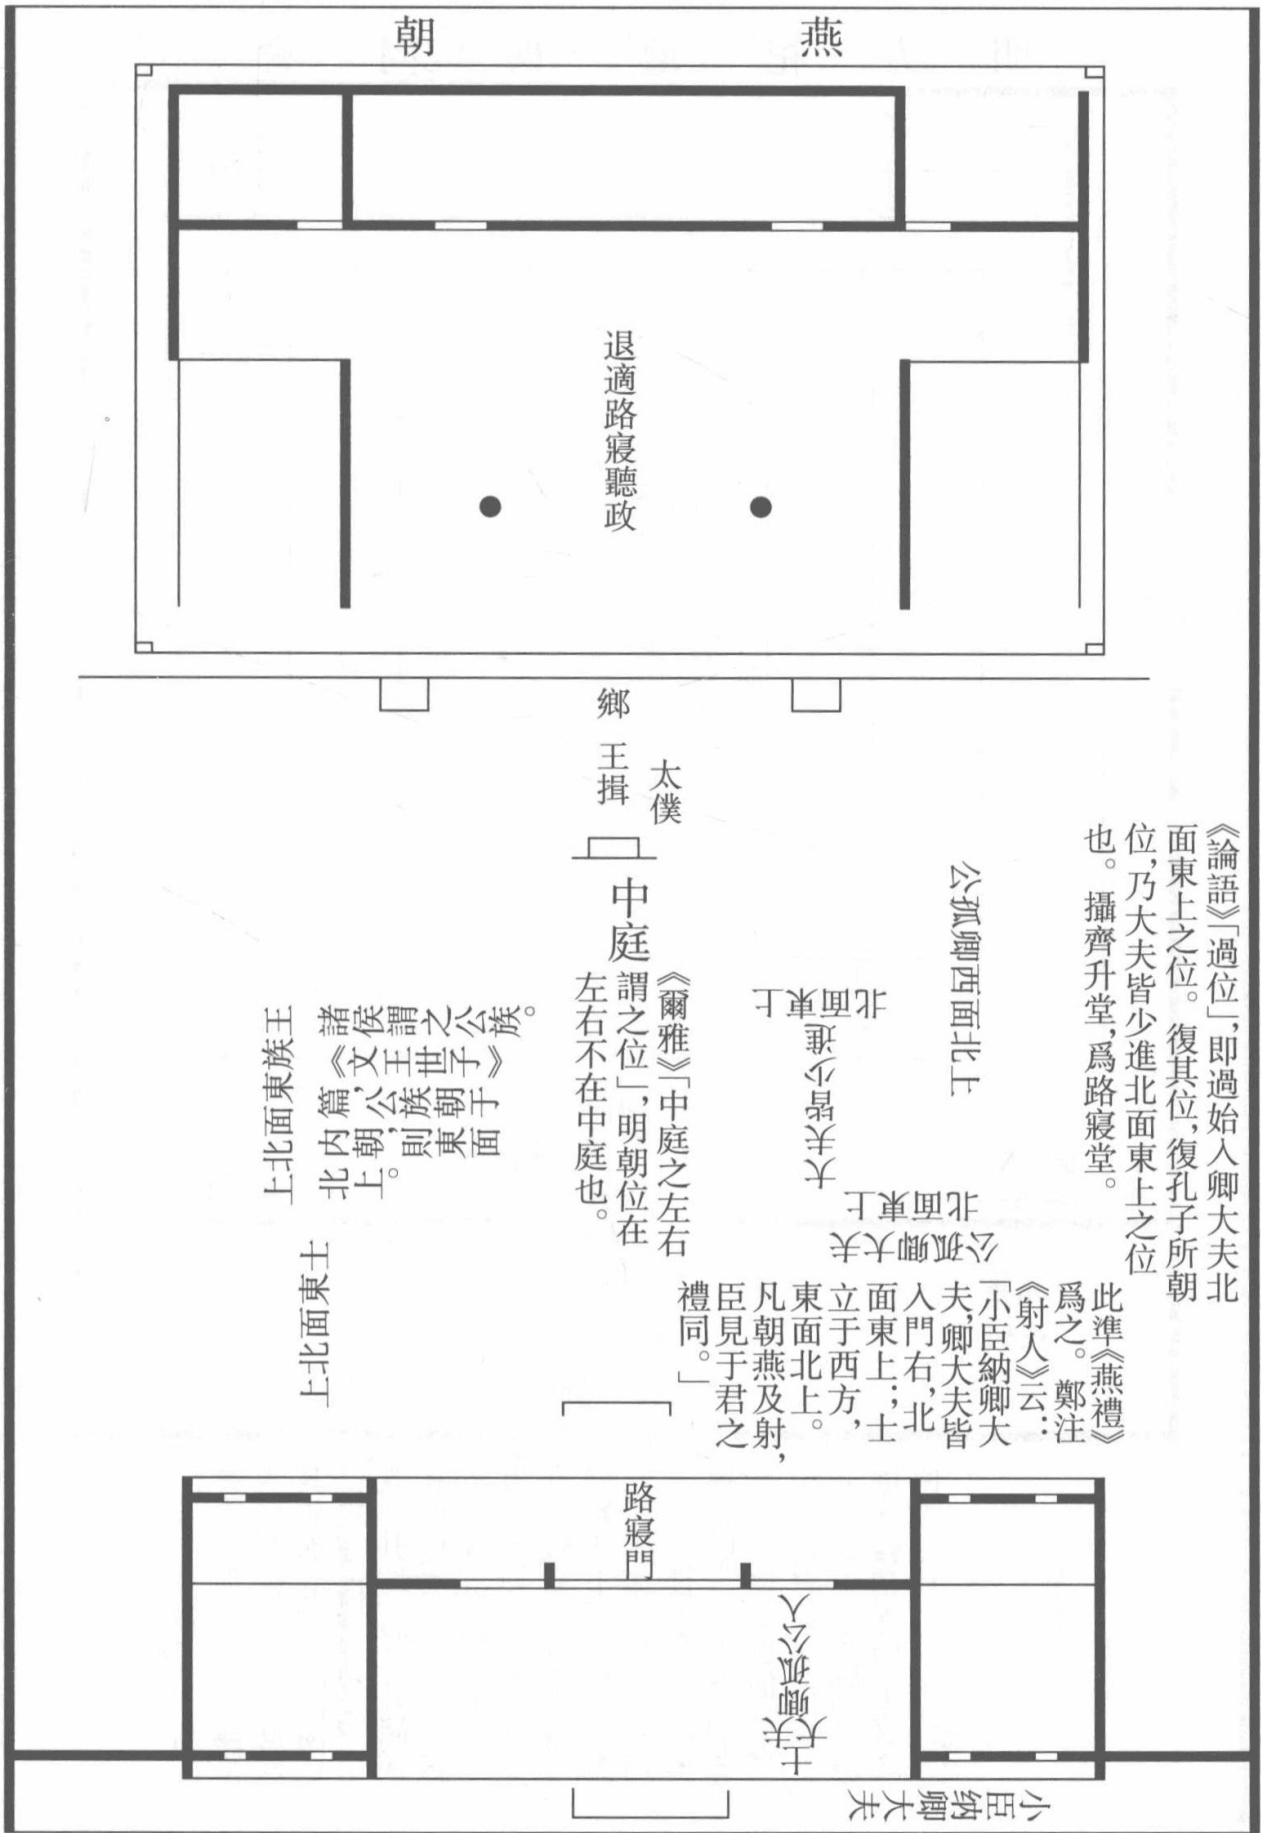 燕朝
退適路寢聽政
鄉
王揖
太僕
中庭
《爾雅》「中庭之左右
謂之位」,明朝位在
左右不在中庭也。
《論語》「過位」,即過始入卿大夫北
面東上之位。復其位,復孔子所朝
位,乃大夫皆少進北面東上之位
也。攝齊升堂,爲路寢堂。
公孤卿西面北上
大夫皆少進
北面東上
公孤卿大夫
北面東上
此準《燕禮》
爲之。鄭注
《射人》云:
「小臣納卿大
夫,卿大夫皆
入門右,北
面東上;士
立于西方,
東面北上。
凡朝燕及射,
臣見于君之
禮同。」
王族東面北上
諸侯謂之公族。
《文王世子》
篇,公族朝于
内朝,則東面
北上。
士東面北上
路寢門
士大夫卿孤公入
小臣納卿大夫